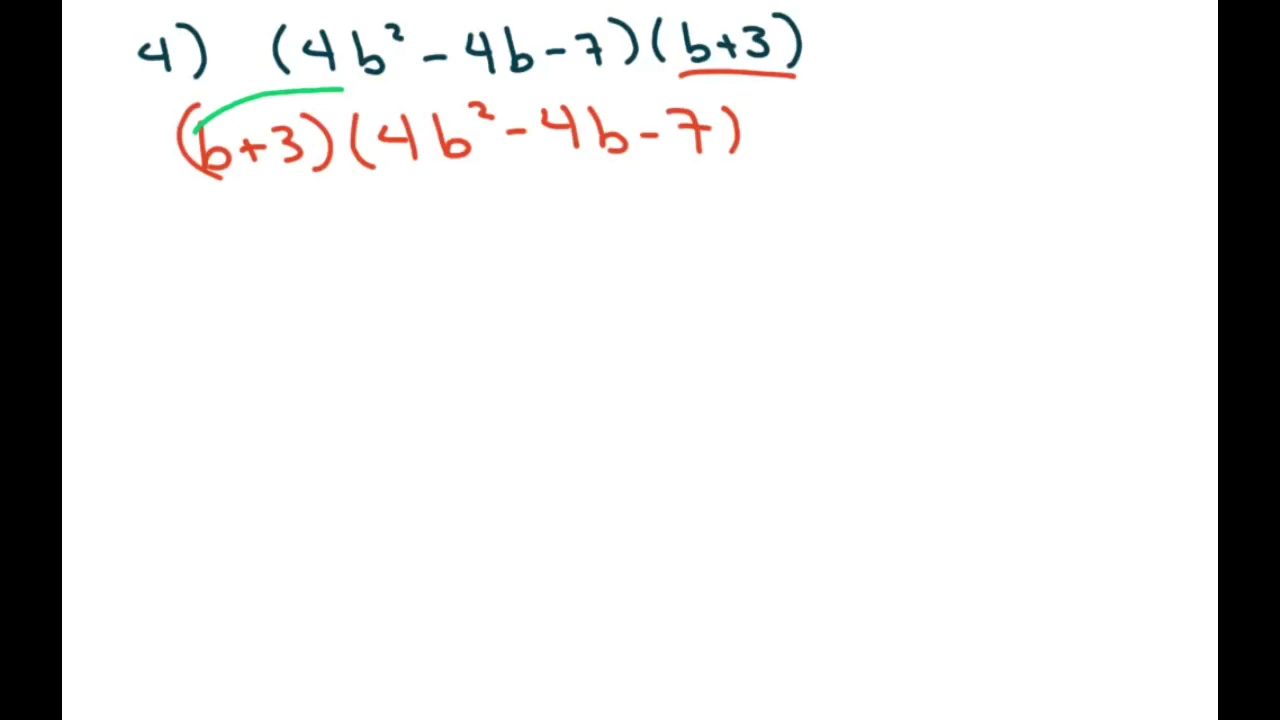 4) (4b² - 4b - 7)(b+3)
(b+3)(4b² - 4b - 7)